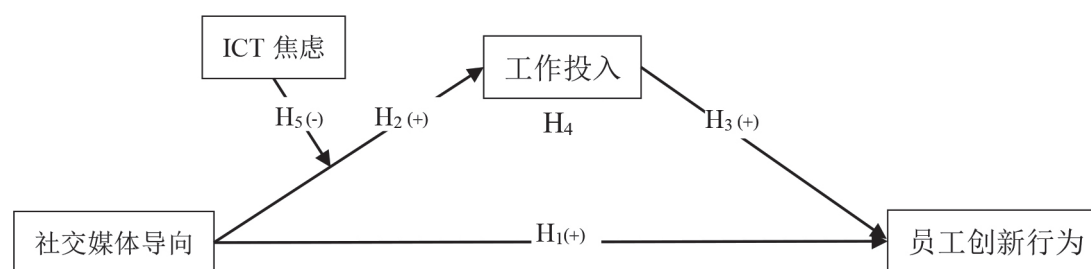 ICT 焦虑
工作投入
H5 (-)
H2 (+)
H4
H3 (+)
社交媒体导向
H1(+)
员工创新行为